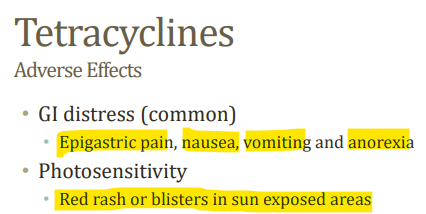 Tetracyclines
Adverse Effects
• GI distress (common)
• Epigastric pain, nausea, vomiting and anorexia
• Photosensitivity
• Red rash or blisters in sun exposed areas